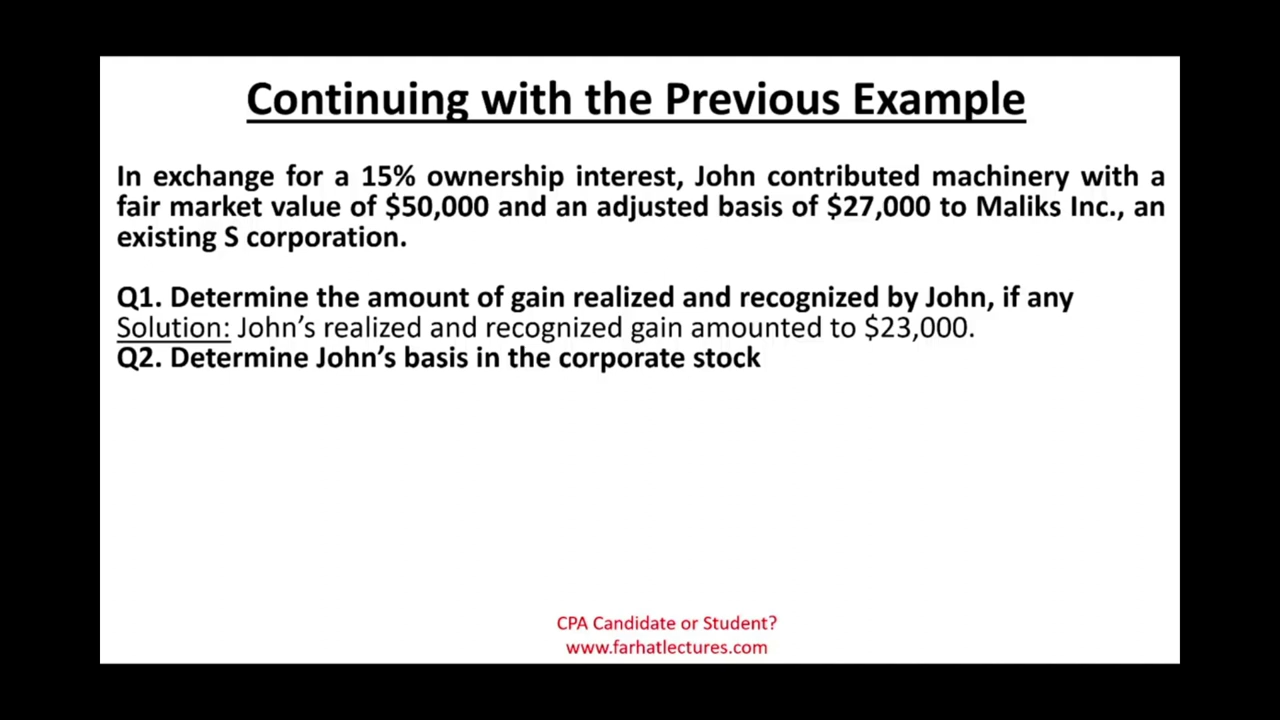 Continuing with the Previous Example
In exchange for a 15% ownership interest, John contributed machinery with a
fair market value of $50,000 and an adjusted basis of $27,000 to Maliks Inc., an
existing S corporation.
Q1. Determine the amount of gain realized and recognized by John, if any
Solution: John’s realized and recognized gain amounted to $23,000.
Q2. Determine John’s basis in the corporate stock
CPA Candidate or Student?
www.farhatlectures.com